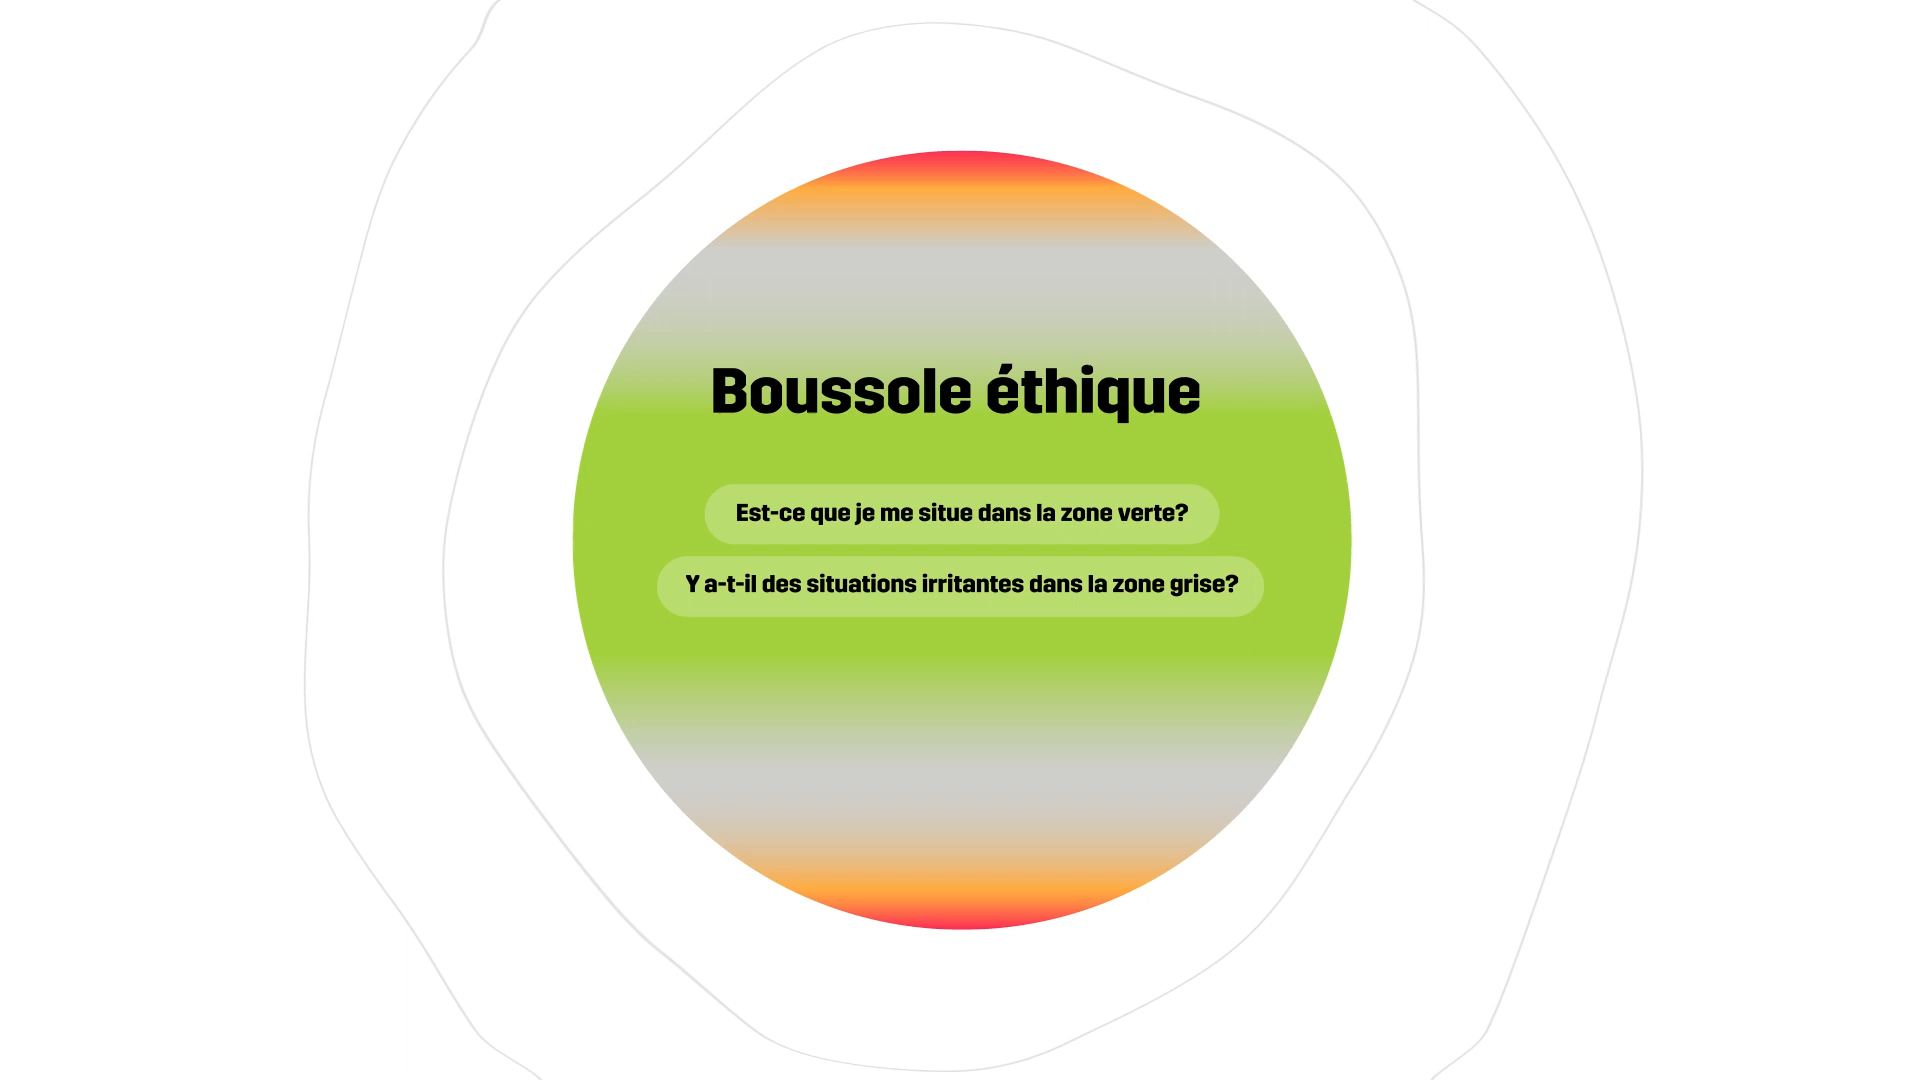 Boussole éthique
Est-ce que je me situe dans la zone verte?
Y a-t-il des situations irritantes dans la zone grise?